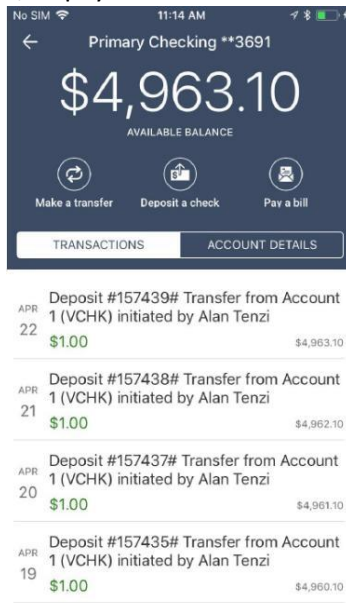 No SIM 11:14 AM
Primary Checking **3691
$4,963.10
AVAILABLE BALANCE
Make a transfer Deposit a check Pay a bill
TRANSACTIONS ACCOUNT DETAILS
APR
22
Deposit #157439# Transfer from Account
1 (VCHK) initiated by Alan Tenzi
$1.00 $4,963.10
APR
21
Deposit #157438# Transfer from Account
1 (VCHK) initiated by Alan Tenzi
$1.00 $4,962.10
APR
20
Deposit #157437# Transfer from Account
1 (VCHK) initiated by Alan Tenzi
$1.00 $4,961.10
APR
19
Deposit #157435# Transfer from Account
1 (VCHK) initiated by Alan Tenzi
$1.00 $4,960.10